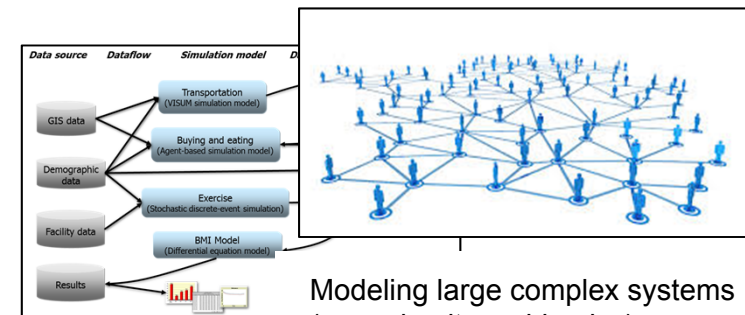 Data source Dataflow Simulation model
Transportation
(VISUM simulation model)
GIS data
Buying and eating
(Agent-based simulation model)
Demographic
data
Exercise
(Stochastic discrete-event simulation)
Facility data
BMI Model
(Differential equation model)
Results
Modeling large complex systems